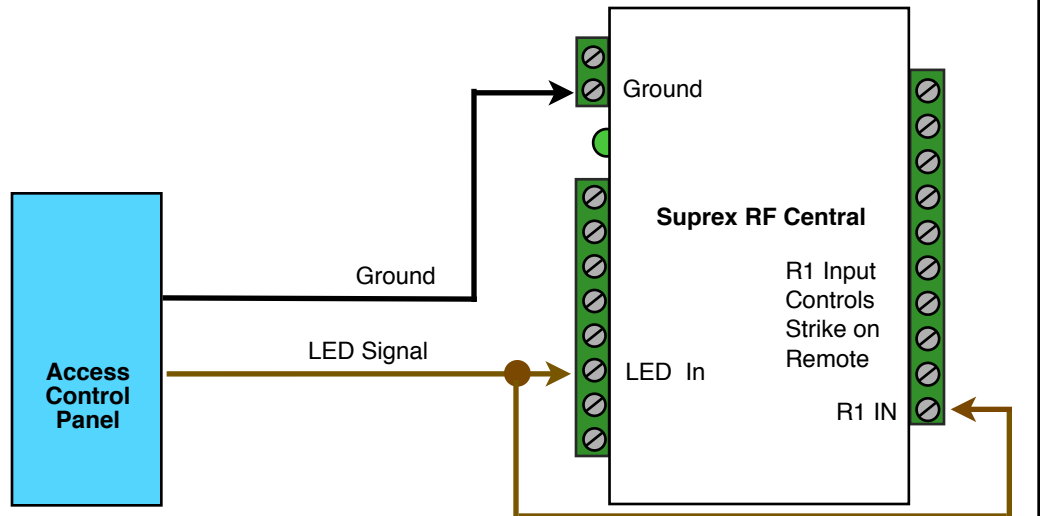 Ground
Suprex RF Central
R1 Input
Controls
Strike on
Remote
Ground
LED Signal
Access
Control
Panel
LED In
R1 IN